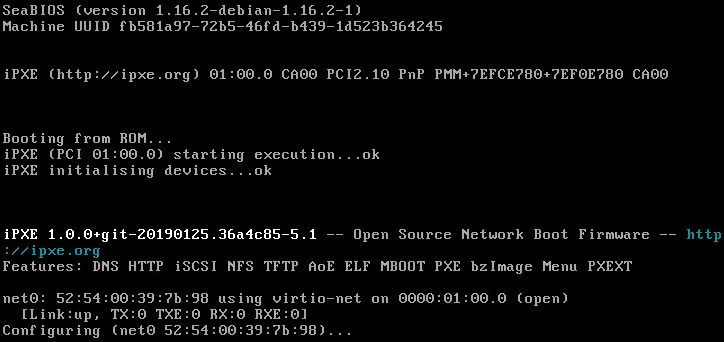 SeaBIOS (version 1.16.2-debian-1.16.2-1)
Machine UUID fb581a97-72b5-46fd-b439-1d523b364245
iPXE (http://ipxe.org) 01:00.0 CA00 PCI2.10 PnP PMM+7EFCE780+7EF0E780 CA00
Booting from ROM...
iPXE (PCI 01:00.0) starting execution...ok
iPXE initialising devices...ok
iPXE 1.0.0+git-20190125.36a4c85-5.1 -- Open Source Network Boot Firmware -- http
://ipxe.org
Features: DNS HTTP iSCSI NFS TFTP AoE ELF MBOOT PXE bzImage Menu PXEXT
net0: 52:54:00:39:7b:98 using virtio-net on 0000:01:00.0 (open)
[Link:up, TX:0 TXE:0 RX:0 RXE:0]
Configuring (net0 52:54:00:39:7b:98)...